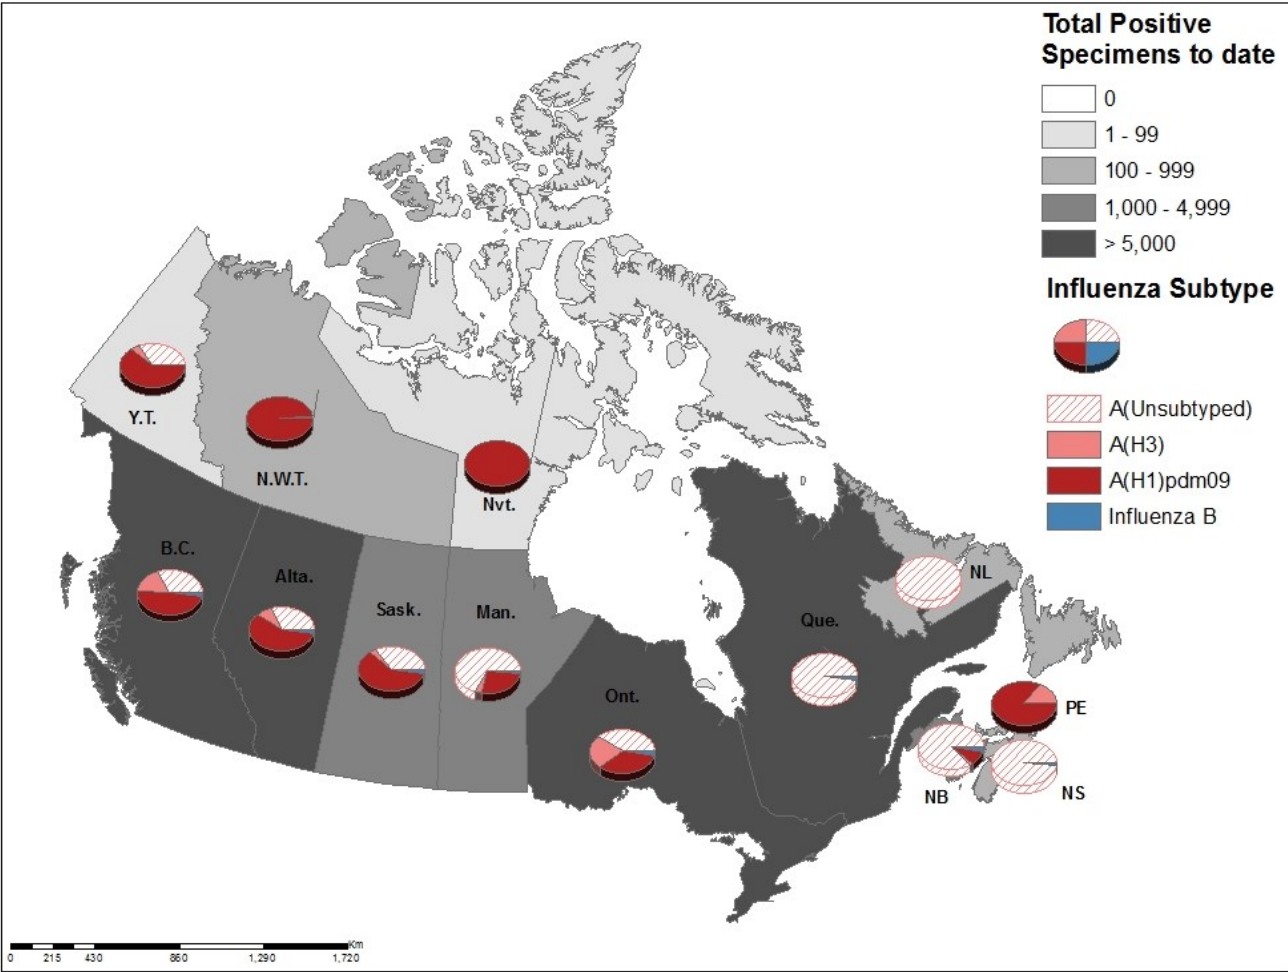 Total Positive
Specimens to date
0
1 - 99
100 - 999
1,000 - 4,999
> 5,000
Influenza Subtype
A(Unsubtyped)
A(H3)
A(H1)pdm09
Influenza B
Y.T.
N.W.T.
Nvt.
B.C.
Alta.
Sask.
Man.
Ont.
Que.
NL
PE
NB
NS
Km
0 215 430 860 1,290 1,720